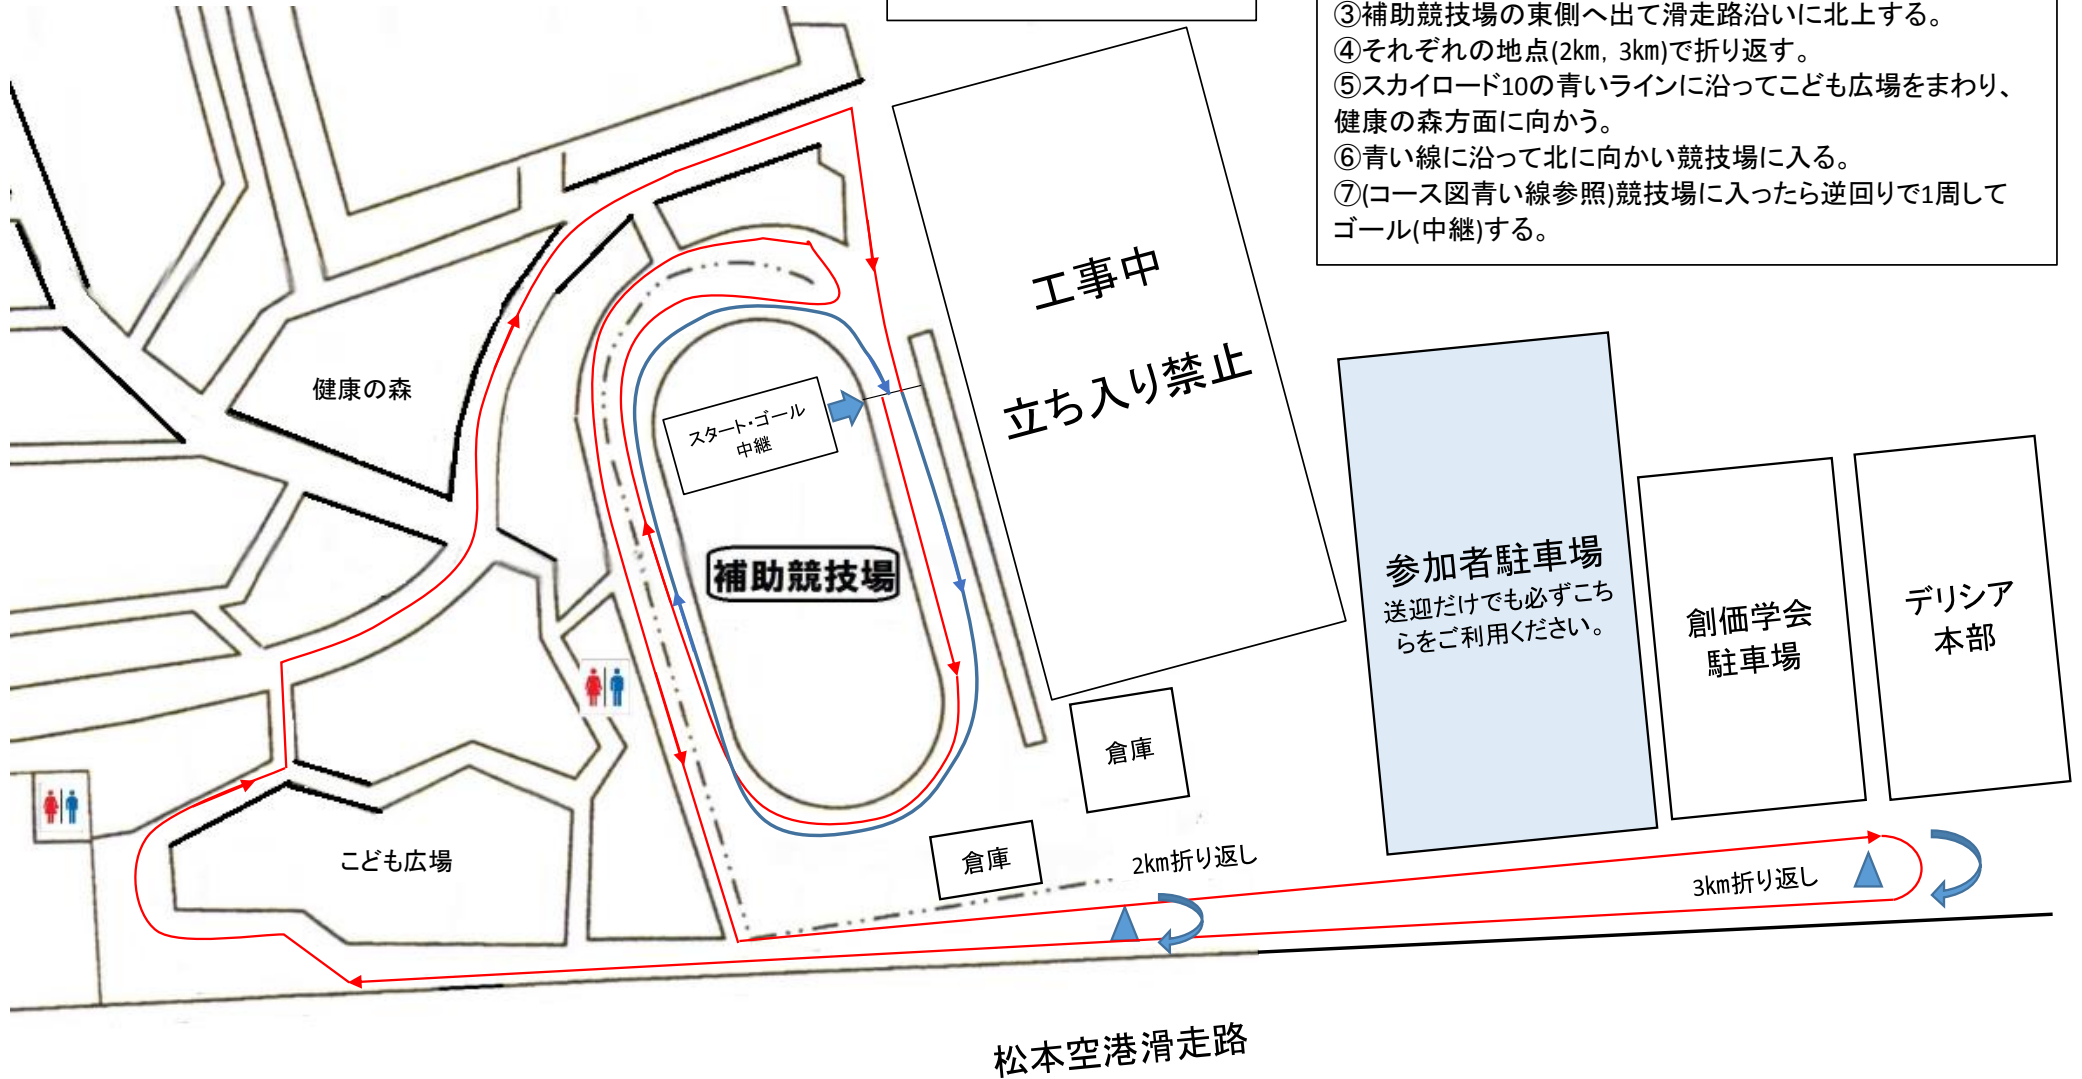 ③補助競技場の東側へ出て滑走路沿いに北上する。
④それぞれの地点(2km, 3km)で折り返す。
⑤スカイロード10の青いラインに沿ってこども広場をまわり、
健康の森方面に向かう。
⑥青い線に沿って北に向かい競技場に入る。
⑦(コース図青い線参照)競技場に入ったら逆回りで1周して
ゴール(中継)する。
工事中
立ち入り禁止
健康の森
スタート・ゴール
中継
補助競技場
参加者駐車場
送迎だけでも必ずこち
らをご利用ください。
創価学会
駐車場
デリシア
本部
倉庫
倉庫
こども広場
2km折り返し
3km折り返し
松本空港滑走路